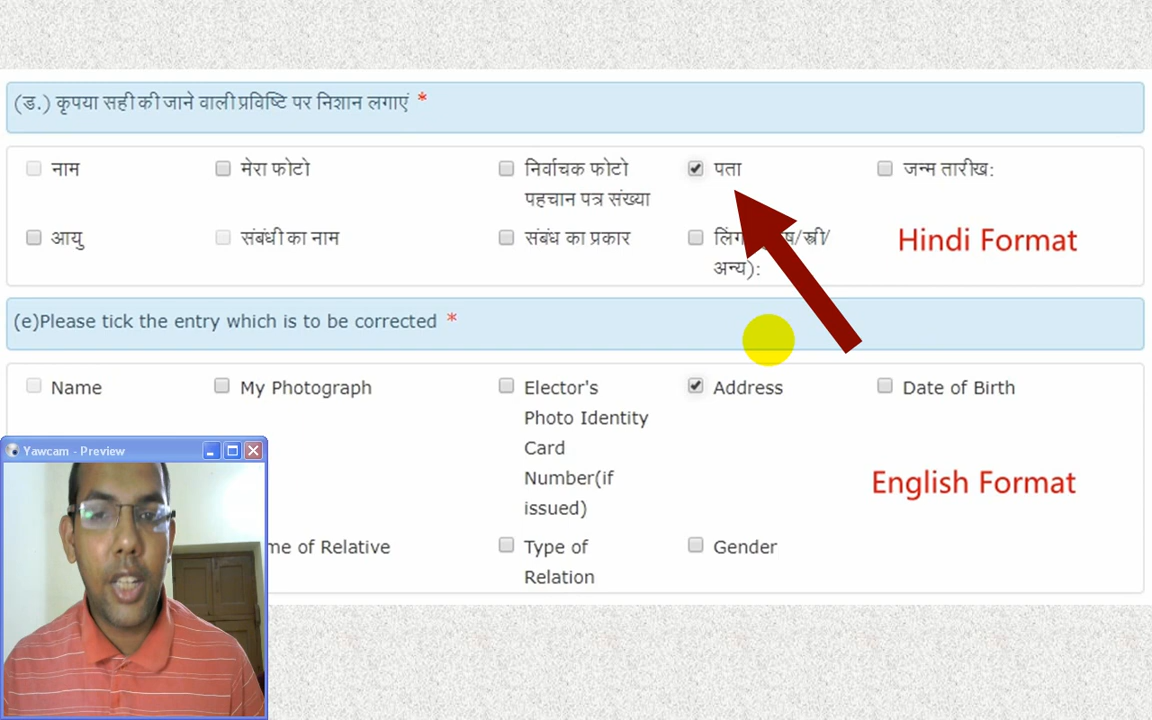 (ड.) कृपया सही की जाने वाली प्रविष्टि पर निशान लगाएं *
नाम
मेरा फोटो
निर्वाचक फोटो
पहचान पत्र संख्या
पता
जन्म तारीख:
आयु
संबंधी का नाम
संबंध का प्रकार
/स्त्री/
अन्य):
Hindi Format
(e)Please tick the entry which is to be corrected *
Name
My Photograph
Elector's
Photo Identity
Card
Number(if
issued)
Address
Date of Birth
English Format
Yawcam - Preview
of Relative
Type of
Relation
Gender